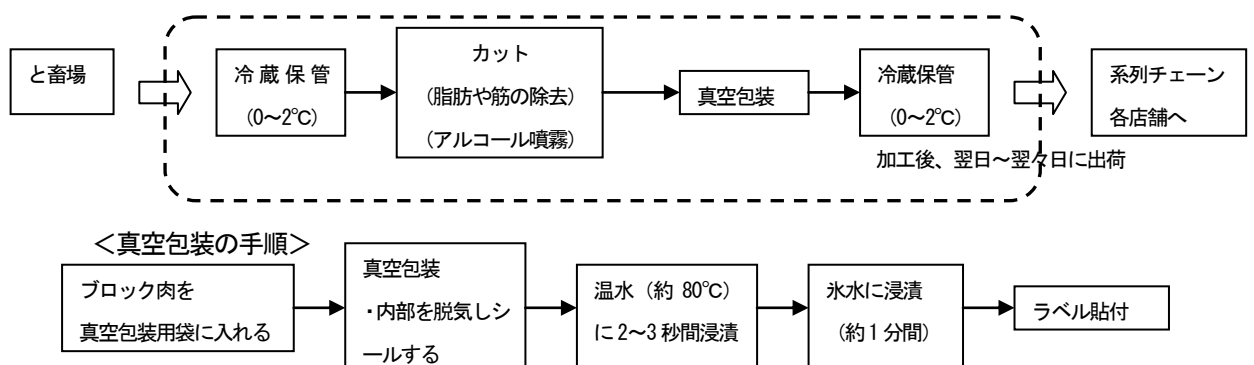 と畜場
冷蔵保管
(0～2℃)
カット
(脂肪や筋の除去)
(アルコール噴霧)
真空包装
冷蔵保管
(0～2℃)
系列チェーン
各店舗へ
加工後、翌日～翌々日に出荷
＜真空包装の手順＞
ブロック肉を
真空包装用袋に入れる
真空包装
・内部を脱気しシ
ールする
温水（約 80℃）
に2～3秒間浸漬
氷水に浸漬
(約1分間)
ラベル貼付